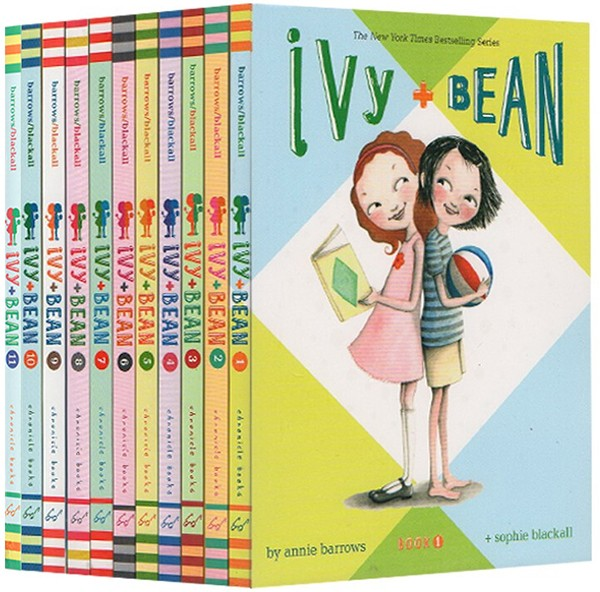 The New York Times Bestselling Series
ivy + BEAN
by annie barrows
BOOK 1
+ sophie blackall
barrows/blackall
ivy + BEAN
11
chronicle books
barrows/blackall
ivy + BEAN
10
chronicle books
barrows/blackall
ivy + BEAN
9
chronicle books
barrows/blackall
ivy + BEAN
8
chronicle books
barrows/blackall
ivy + BEAN
7
chronicle books
barrows/blackall
ivy + BEAN
6
chronicle books
barrows/blackall
ivy + BEAN
5
chronicle books
barrows/blackall
ivy + BEAN
4
chronicle books
barrows/blackall
ivy + BEAN
3
chronicle books
barrows/blackall
ivy + BEAN
2
chronicle books
barrows/blackall
ivy + BEAN
1
chronicle books